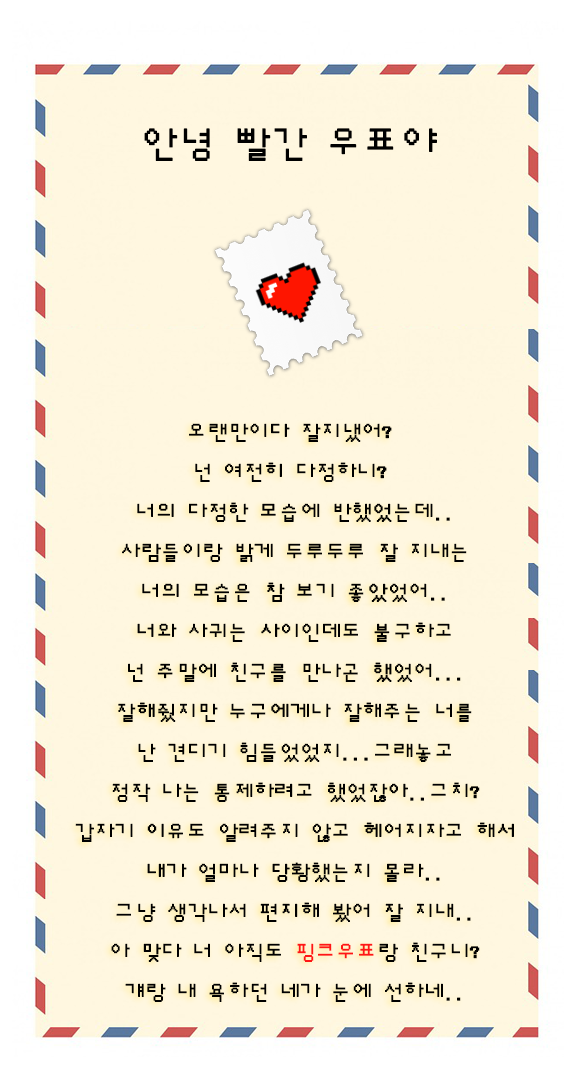 안녕 빨간 우표야
오랜만이다 잘지냈어?
넌 여전히 다정하니?
너의 다정한 모습에 반했었는데..
사람들이랑 밝게 두루두루 잘 지내는
너의 모습은 참 보기 좋았었어..
너와 사귀는 사이인데도 불구하고
넌 주말에 친구를 만나곤 했었어...
잘해줬지만 누구에게나 잘해주는 너를
난 견디기 힘들었었지...그래놓고
정작 나는 통제하려고 했었잖아..그치?
갑자기 이유도 알려주지 않고 헤어지자고 해서
내가 얼마나 당황했는지 몰라..
그냥 생각나서 편지해 봤어 잘 지내..
아 맞다 너 아직도 핑크우표랑 친구니?
걔랑 내 욕하던 네가 눈에 선하네..